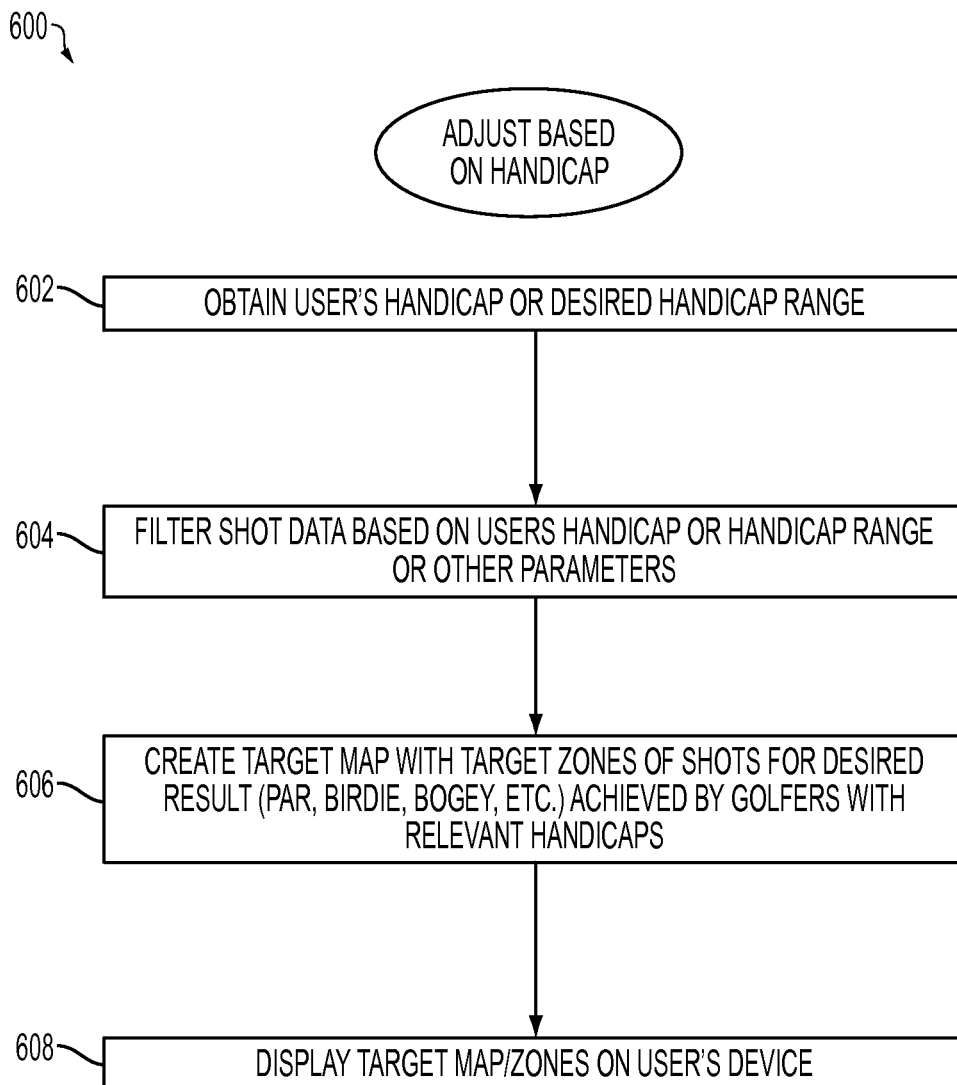 600
ADJUST BASED
ON HANDICAP
602
OBTAIN USER'S HANDICAP OR DESIRED HANDICAP RANGE
604
FILTER SHOT DATA BASED ON USERS HANDICAP OR HANDICAP RANGE
OR OTHER PARAMETERS
606
CREATE TARGET MAP WITH TARGET ZONES OF SHOTS FOR DESIRED
RESULT (PAR, BIRDIE, BOGEY, ETC.) ACHIEVED BY GOLFERS WITH
RELEVANT HANDICAPS
608
DISPLAY TARGET MAP/ZONES ON USER'S DEVICE